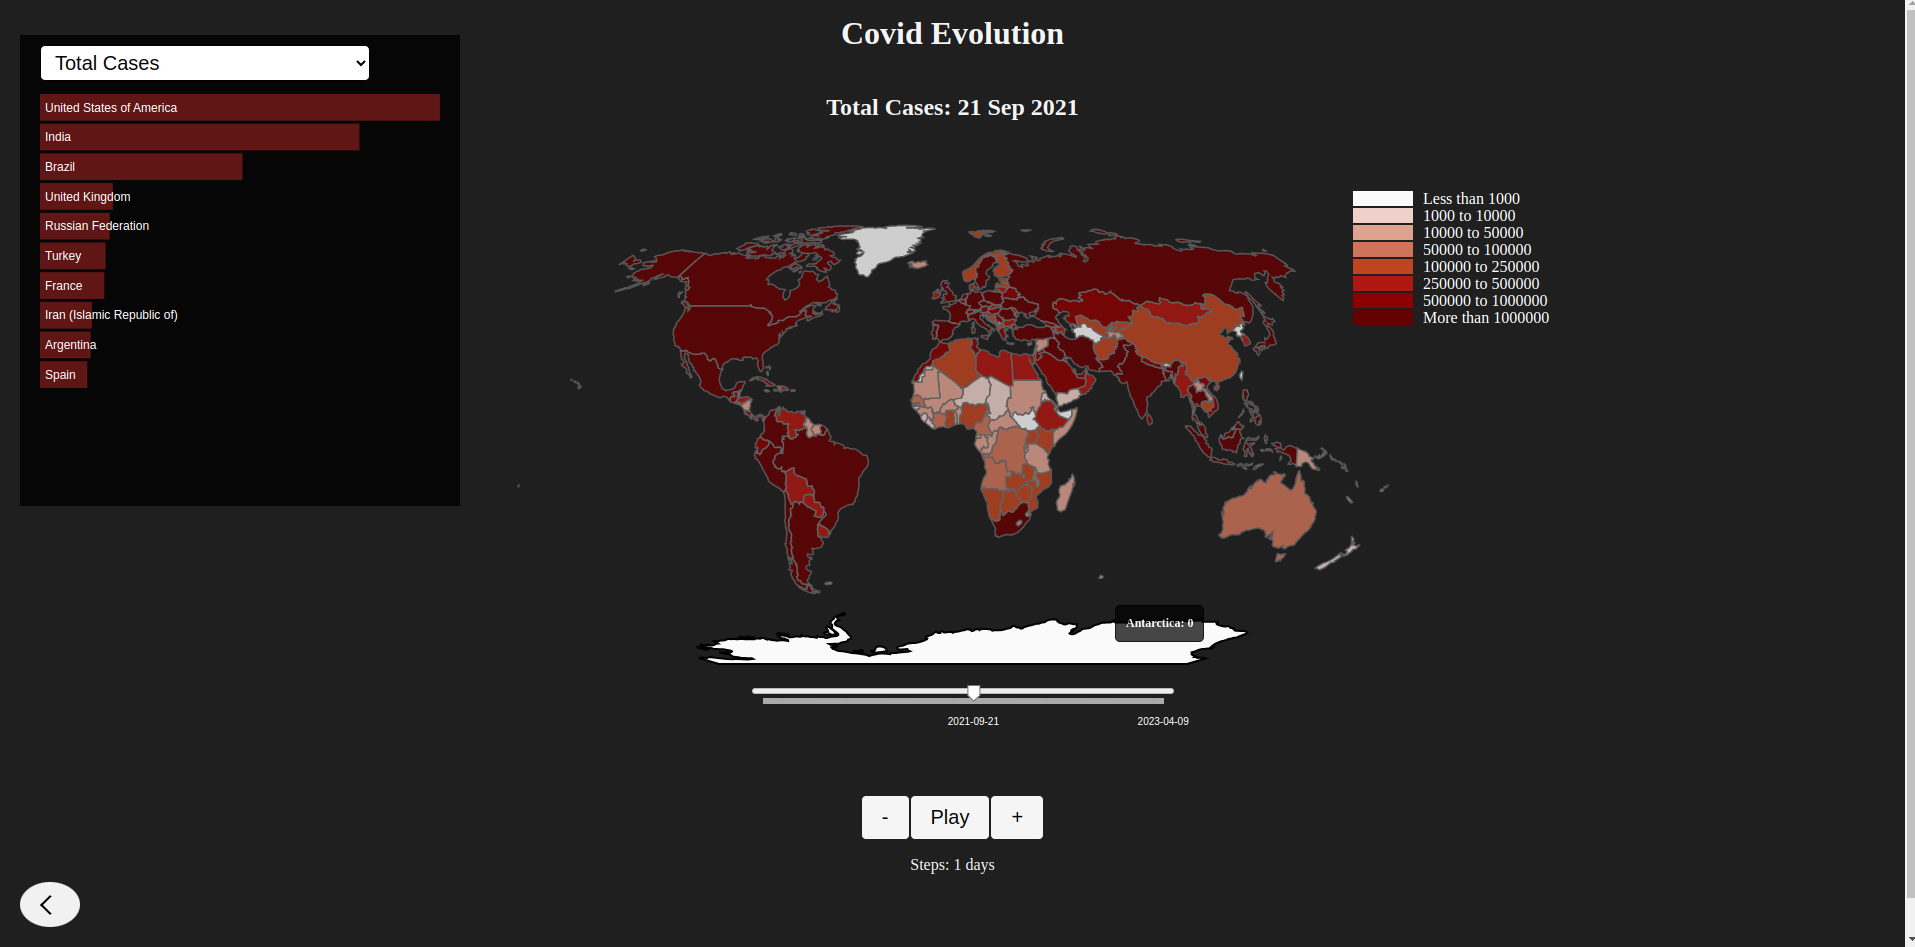 Covid Evolution
Total Cases
Total Cases: 21 Sep 2021
United States of America
India
Brazil
United Kingdom
Russian Federation
Turkey
France
Iran (Islamic Republic of)
Argentina
Spain
Less than 1000
1000 to 10000
10000 to 50000
50000 to 100000
100000 to 250000
250000 to 500000
500000 to 1000000
More than 1000000
Antarctica: 0
2021-09-21
2023-04-09
-
Play
+
Steps: 1 days